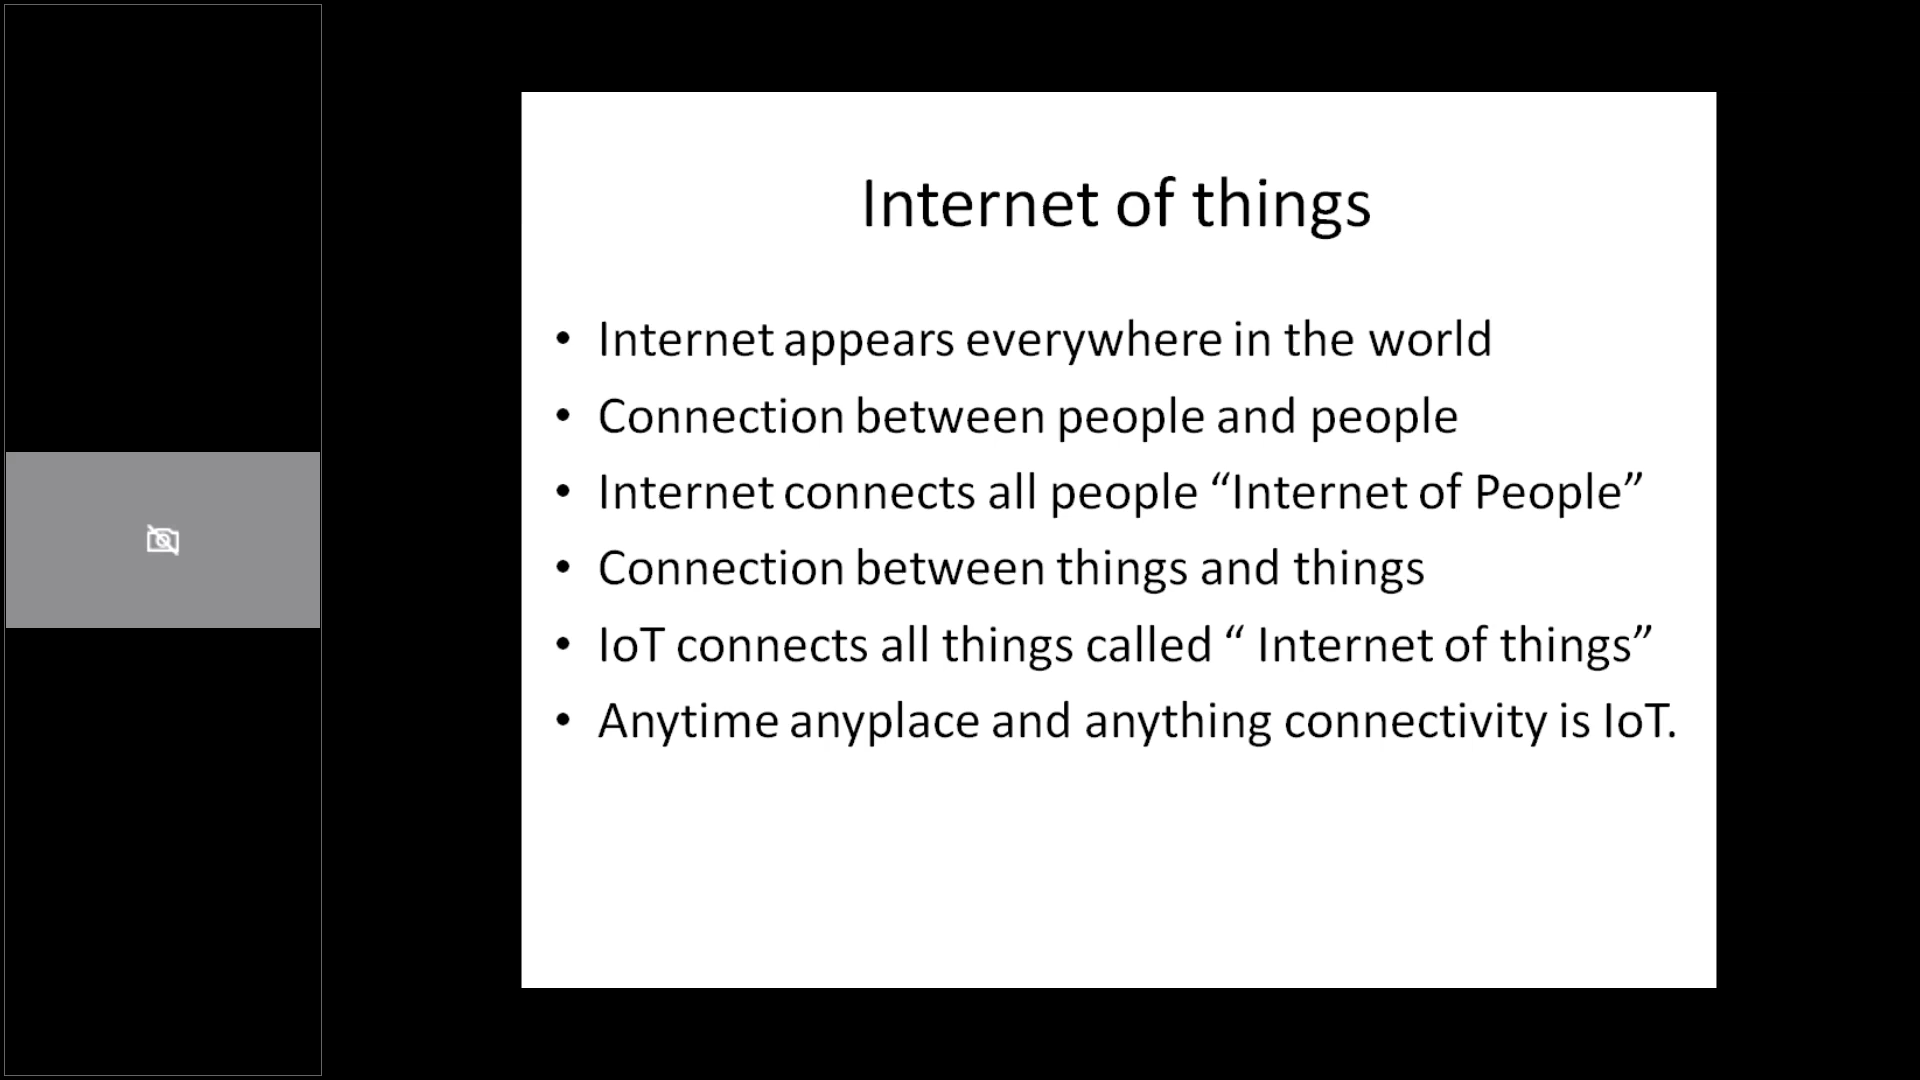 Internet of things
• Internet appears everywhere in the world
• Connection between people and people
• Internet connects all people “Internet of People”
• Connection between things and things
• IoT connects all things called “ Internet of things”
• Anytime anyplace and anything connectivity is IoT.